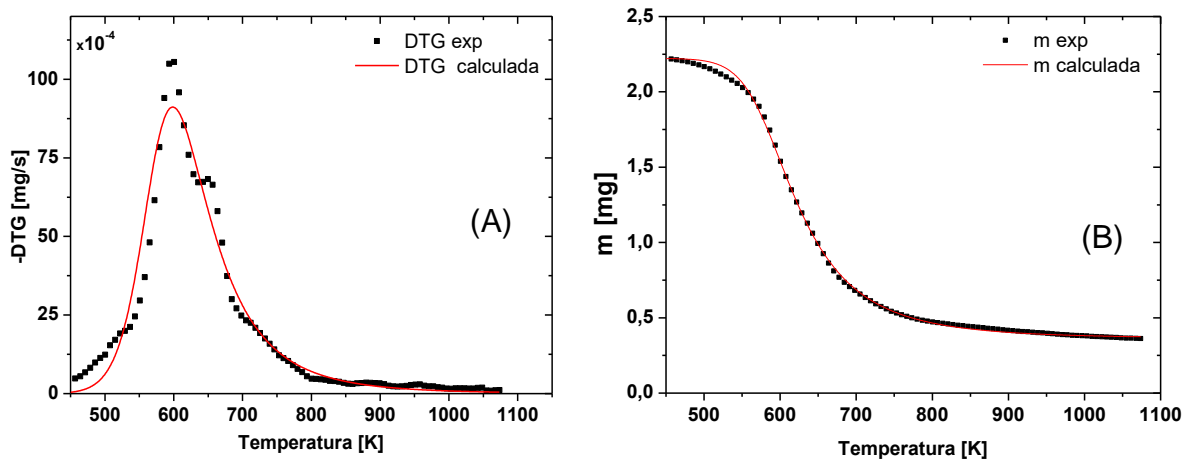 ×10⁻⁴
DTG exp
DTG calculada
100
75
50
25
0
-DTG [mg/s]
(A)
500 600 700 800 900 1000 1100
Temperatura [K]
m exp
m calculada
2,5
2,0
1,5
1,0
0,5
0,0
m [mg]
(B)
500 600 700 800 900 1000 1100
Temperatura [K]